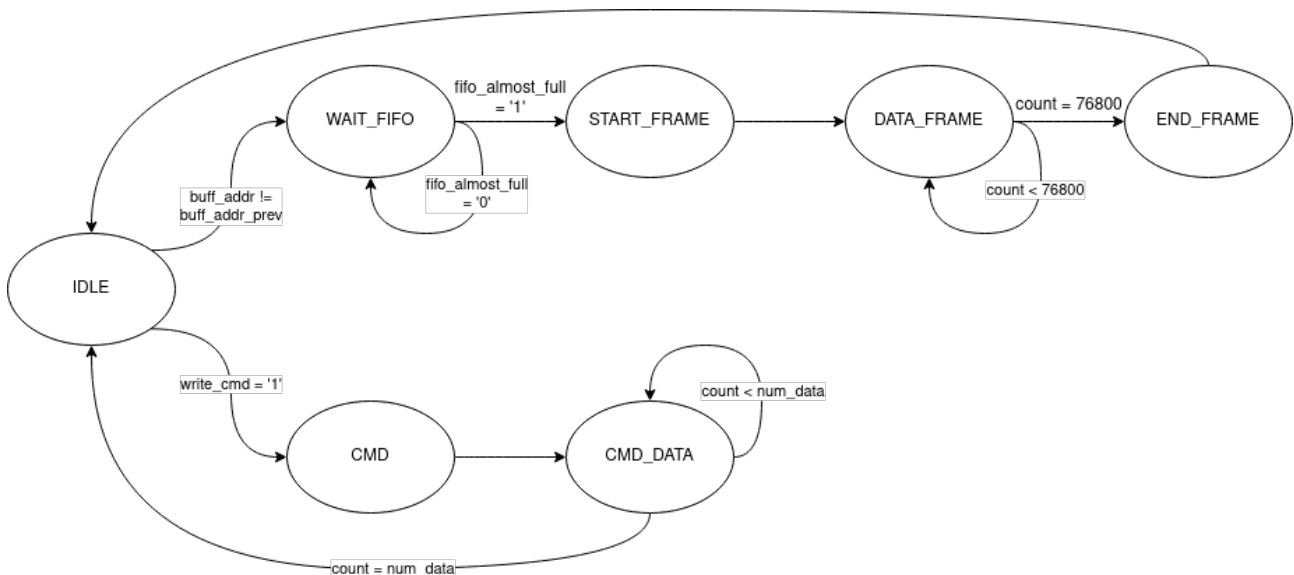 fifo_almost_full
= '1'
count = 76800
WAIT_FIFO
START_FRAME
DATA_FRAME
END_FRAME
buff_addr !=
buff_addr_prev
fifo_almost_full
= '0'
count < 76800
IDLE
write_cmd = '1'
count < num_data
CMD
CMD_DATA
count = num_data